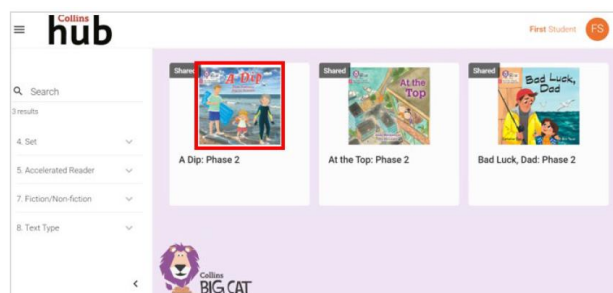 Collins
hub
First Student
FS
Search
3 results
4. Set
5. Accelerated Reader
7. Fiction/Non-fiction
8. Text Type
Shared
A Dip
A Dip: Phase 2
Shared
At the
Top
At the Top: Phase 2
Shared
Bad Luck,
Dad
Bad Luck, Dad: Phase 2
Collins
BIG CAT